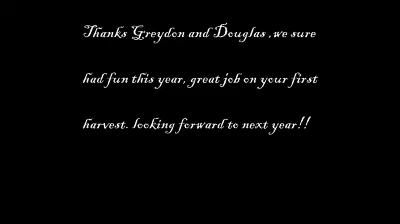 Thanks Greydon and Douglas ,we sure
had fun this year, great job on your first
harvest. looking forward to next year!!